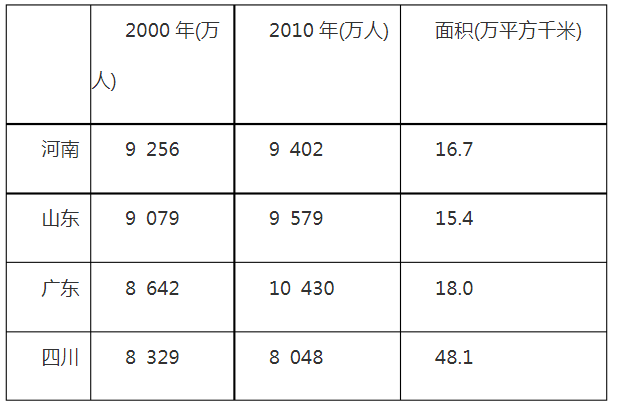 2000 年(万人) 2010 年(万人) 面积(万平方千米)
河南 9 256 9 402 16.7
山东 9 079 9 579 15.4
广东 8 642 10 430 18.0
四川 8 329 8 048 48.1